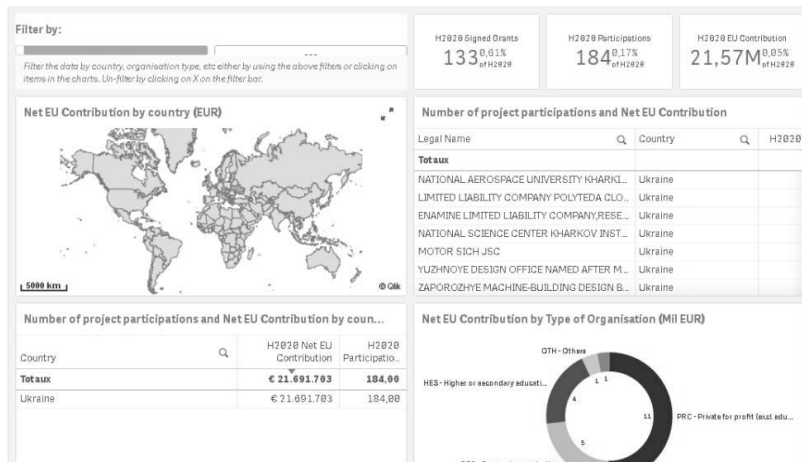 Filter by:
Filter the data by country, organisation type, etc either by using the above filters or clicking on
items in the charts. Un-filter by clicking on X on the filter bar.
H2020 Signed Grants
133 0,61%
of H2020
H2020 Participations
184 0,17%
of H2020
H2020 EU Contribution
21,57M 0,05%
of H2020
Net EU Contribution by country (EUR)
5000 km
© Qlik
Number of project participations and Net EU Contribution
Legal Name Country H2020
Totaux
NATIONAL AEROSPACE UNIVERSITY KHARKI... Ukraine
LIMITED LIABILITY COMPANY POLYTEDA CLO... Ukraine
ENAMINE LIMITED LIABILITY COMPANY,RESE... Ukraine
NATIONAL SCIENCE CENTER KHARKOV INST... Ukraine
MOTOR SICH JSC Ukraine
YUZHNOYE DESIGN OFFICE NAMED AFTER M... Ukraine
ZAPOROZHYE MACHINE-BUILDING DESIGN B... Ukraine
Number of project participations and Net EU Contribution by coun...
Country H2020 Net EU Contribution H2020 Participatio...
Totaux € 21.691.703 184,00
Ukraine € 21.691.703 184,00
Net EU Contribution by Type of Organisation (Mil EUR)
OTH - Others
HES - Higher or secondary educati...
1 1
4
11
PRC - Private for profit (excl. edu...
5